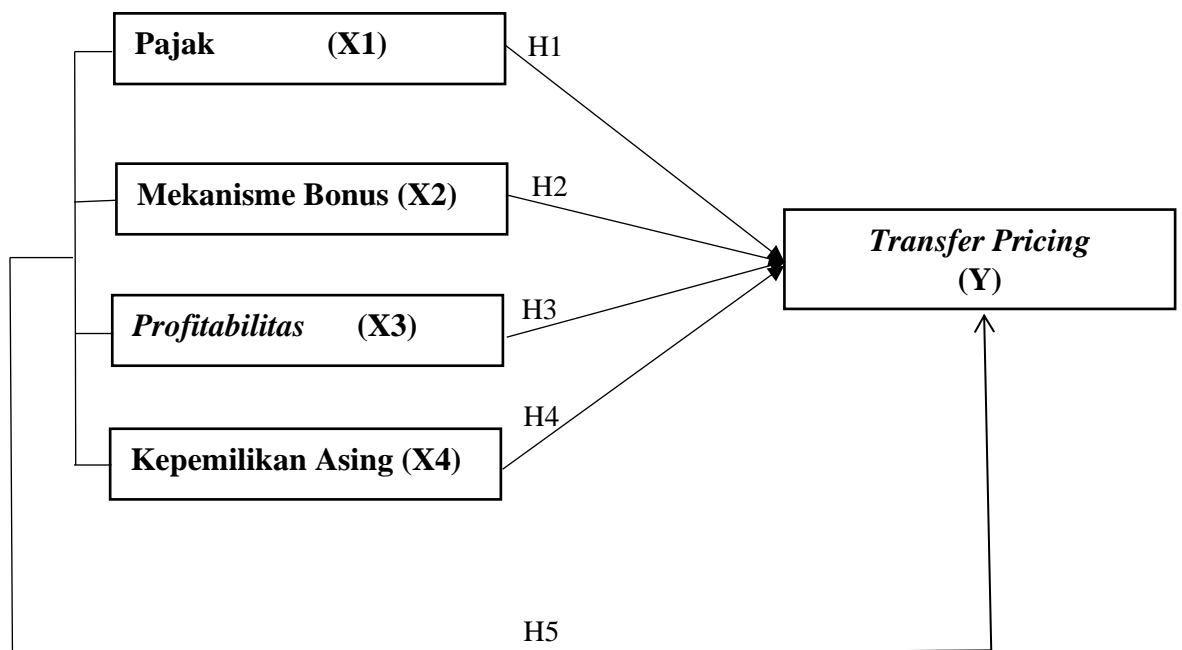 Pajak (X1)
H1
Mekanisme Bonus (X2)
H2
Transfer Pricing
(Y)
Profitabilitas (X3)
H3
Kepemilikan Asing (X4)
H4
H5